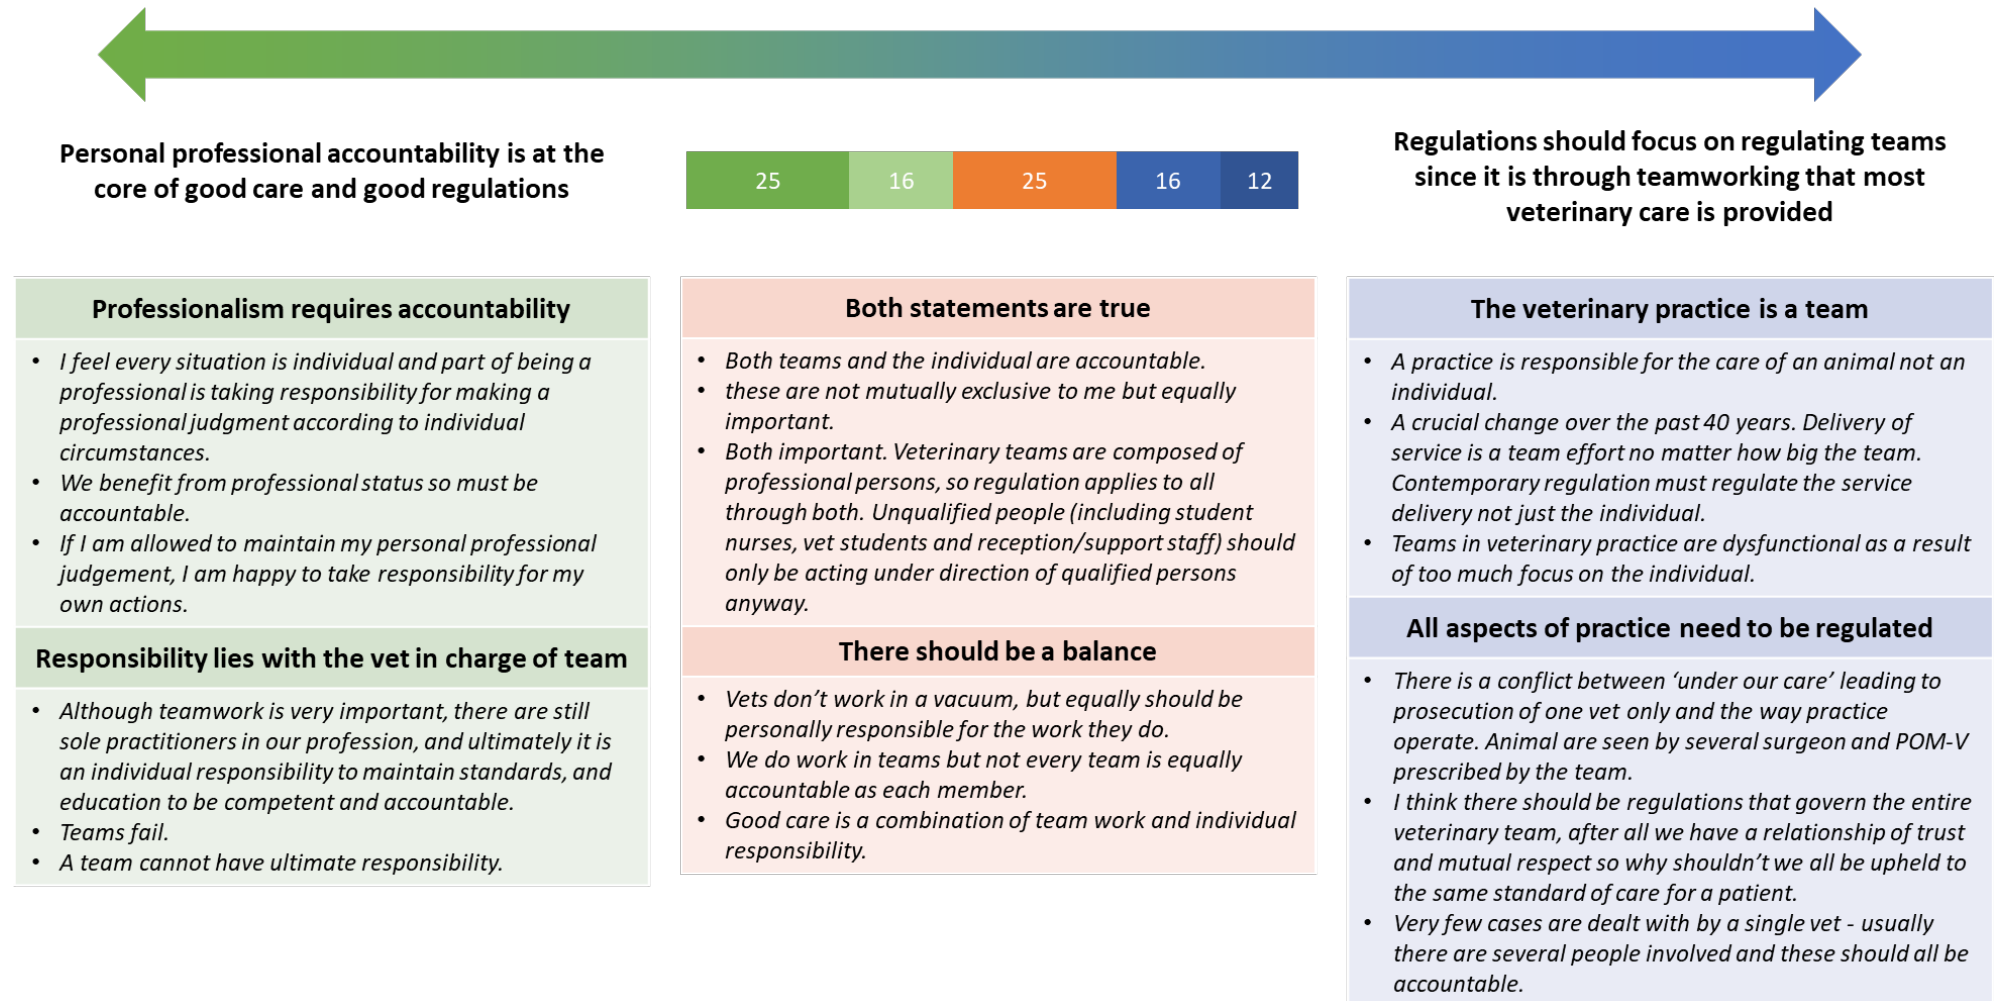 Personal professional accountability is at the
core of good care and good regulations
25 16 25 16 12
Regulations should focus on regulating teams
since it is through teamworking that most
veterinary care is provided
Professionalism requires accountability
• I feel every situation is individual and part of being a
professional is taking responsibility for making a
professional judgment according to individual
circumstances.
• We benefit from professional status so must be
accountable.
• If I am allowed to maintain my personal professional
judgement, I am happy to take responsibility for my
own actions.
Responsibility lies with the vet in charge of team
• Although teamwork is very important, there are still
sole practitioners in our profession, and ultimately it is
an individual responsibility to maintain standards, and
education to be competent and accountable.
• Teams fail.
• A team cannot have ultimate responsibility.
Both statements are true
• Both teams and the individual are accountable.
• these are not mutually exclusive to me but equally
important.
• Both important. Veterinary teams are composed of
professional persons, so regulation applies to all
through both. Unqualified people (including student
nurses, vet students and reception/support staff) should
only be acting under direction of qualified persons
anyway.
There should be a balance
• Vets don’t work in a vacuum, but equally should be
personally responsible for the work they do.
• We do work in teams but not every team is equally
accountable as each member.
• Good care is a combination of team work and individual
responsibility.
The veterinary practice is a team
• A practice is responsible for the care of an animal not an
individual.
• A crucial change over the past 40 years. Delivery of
service is a team effort no matter how big the team.
Contemporary regulation must regulate the service
delivery not just the individual.
• Teams in veterinary practice are dysfunctional as a result
of too much focus on the individual.
All aspects of practice need to be regulated
• There is a conflict between ‘under our care’ leading to
prosecution of one vet only and the way practice
operate. Animal are seen by several surgeon and POM-V
prescribed by the team.
• I think there should be regulations that govern the entire
veterinary team, after all we have a relationship of trust
and mutual respect so why shouldn’t we all be upheld to
the same standard of care for a patient.
• Very few cases are dealt with by a single vet - usually
there are several people involved and these should all be
accountable.